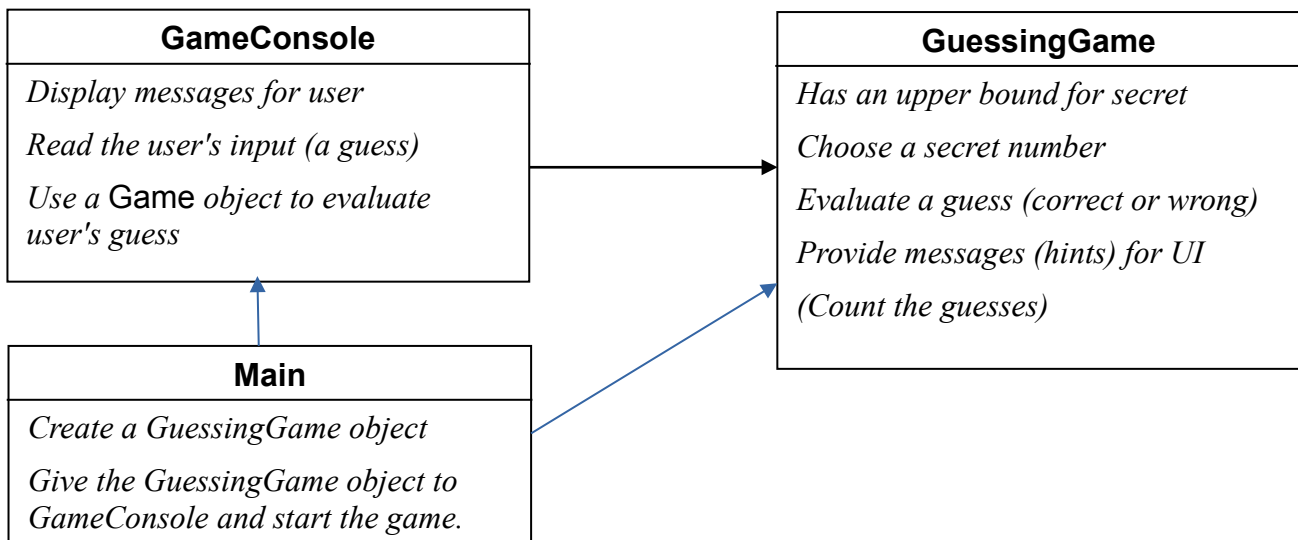 GameConsole
Display messages for user
Read the user's input (a guess)
Use a Game object to evaluate
user's guess
GuessingGame
Has an upper bound for secret
Choose a secret number
Evaluate a guess (correct or wrong)
Provide messages (hints) for UI
(Count the guesses)
Main
Create a GuessingGame object
Give the GuessingGame object to
GameConsole and start the game.